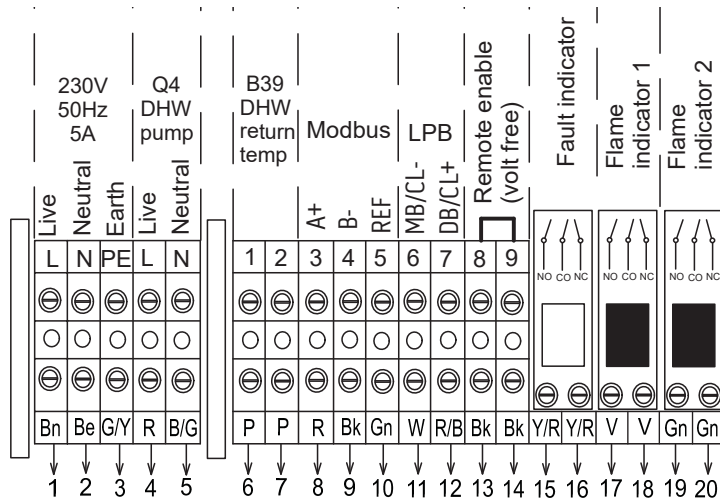 230V
50Hz
5A
Q4
DHW
pump
B39
DHW
return
temp
Modbus
LPB
Remote enable
(volt free)
Fault indicator
Flame
indicator 1
Flame
indicator 2
Live
Neutral
Earth
Live
Neutral
A+
B-
REF
MB/CL-
DB/CL+
L N PE L N 1 2 3 4 5 6 7 8 9
NO CO NC NO CO NC NO CO NC
Bn Be G/Y R B/G P P R Bk Gn W R/B Bk Bk Y/R Y/R V V Gn Gn
1 2 3 4 5 6 7 8 9 10 11 12 13 14 15 16 17 18 19 20